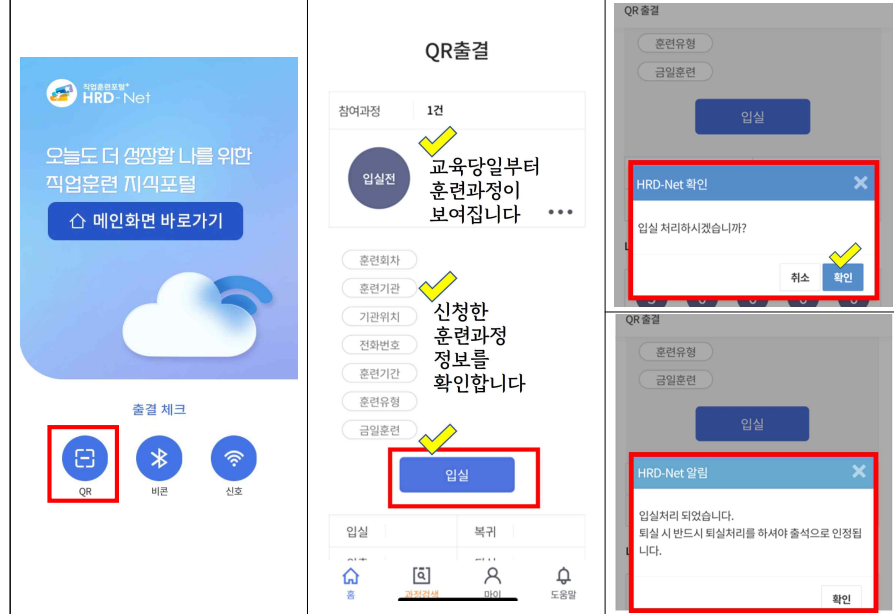 직업훈련포털+
HRD-Net
오늘도 더 성장할 나를 위한
직업훈련 지식포털
메인화면 바로가기
출결 체크
QR
비콘
신호
QR출결
참여과정
1건
입실전
교육당일부터
훈련과정이
보여집니다
훈련회차
훈련기관
기관위치
전화번호
훈련기간
훈련유형
금일훈련
신청한
훈련과정
정보를
확인합니다
입실
입실
복귀
홈
과정검색
마이
도움말
QR 출결
훈련유형
금일훈련
입실
HRD-Net 확인
입실 처리하시겠습니까?
취소
확인
QR 출결
훈련유형
금일훈련
입실
HRD-Net 알림
입실처리 되었습니다.
퇴실 시 반드시 퇴실처리를 하셔야 출석으로 인정됩
니다.
확인